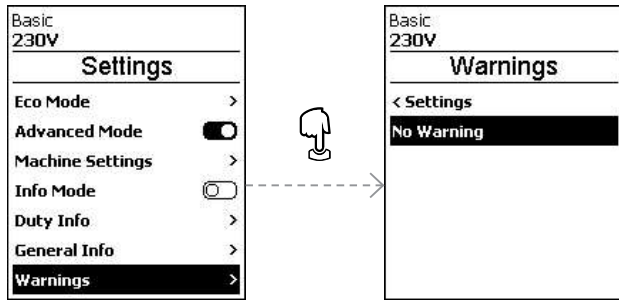 Basic
230V
Settings
Eco Mode >
Advanced Mode
Machine Settings >
Info Mode
Duty Info >
General Info >
Warnings >
Basic
230V
Warnings
< Settings
No Warning